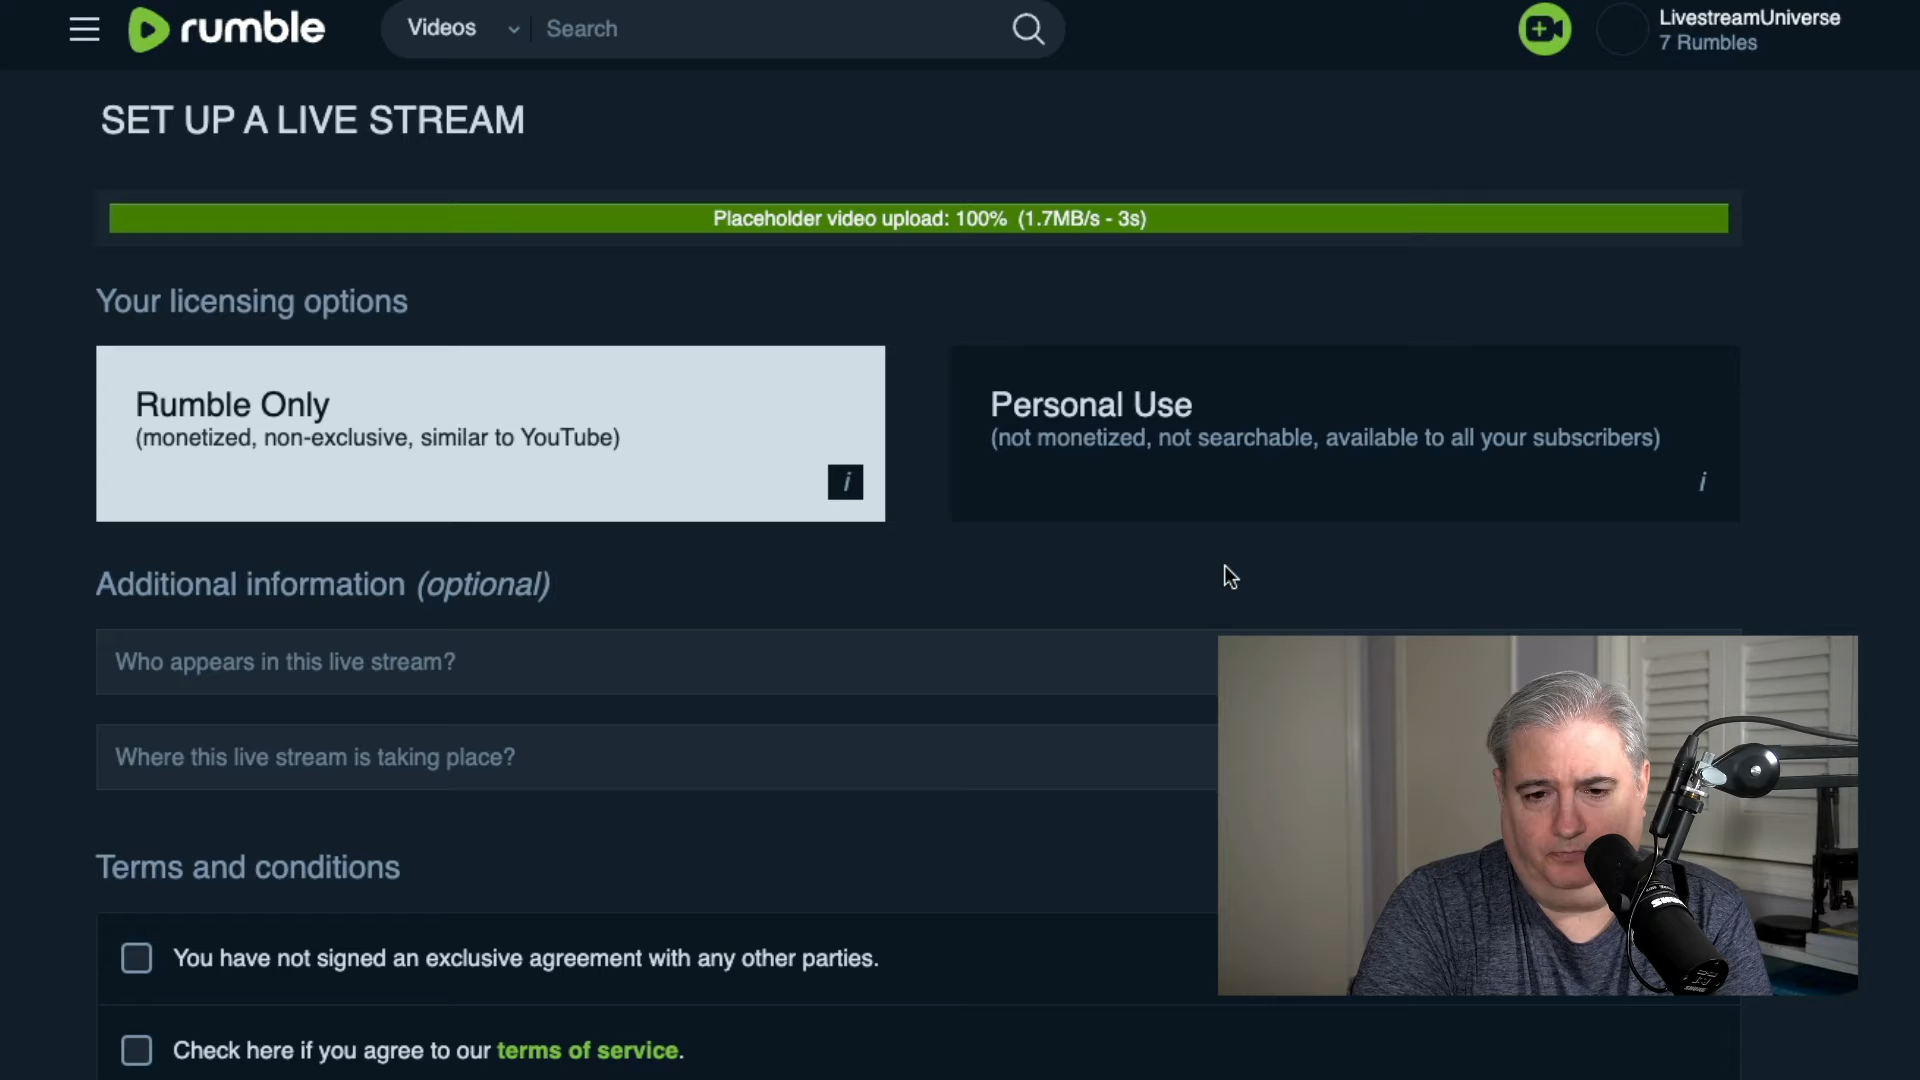 rumble
Videos
Search
LivestreamUniverse
7 Rumbles
SET UP A LIVE STREAM
Placeholder video upload: 100% (1.7MB/s - 3s)
Your licensing options
Rumble Only
(monetized, non-exclusive, similar to YouTube)
i
Personal Use
(not monetized, not searchable, available to all your subscribers)
i
Additional information (optional)
Who appears in this live stream?
Where this live stream is taking place?
Terms and conditions
You have not signed an exclusive agreement with any other parties.
Check here if you agree to our terms of service.